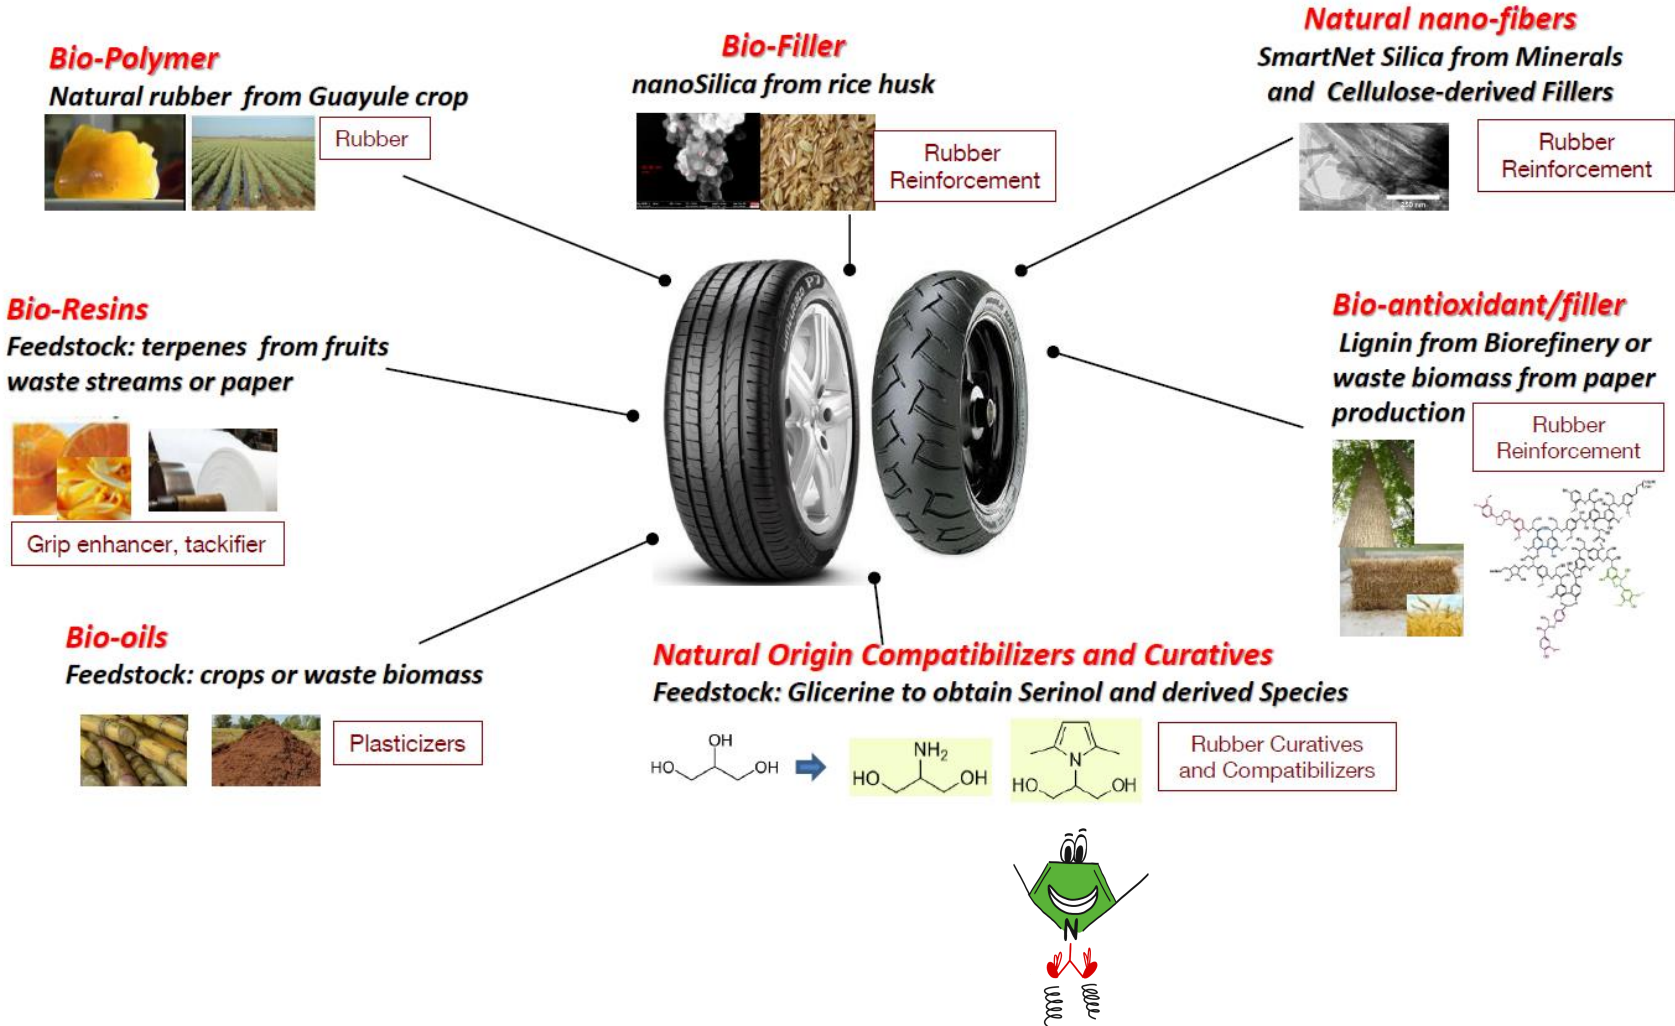 Bio-Polymer
Natural rubber from Guayule crop
Rubber
Bio-Filler
nanoSilica from rice husk
Rubber
Reinforcement
Natural nano-fibers
SmartNet Silica from Minerals
and Cellulose-derived Fillers
250 nm
Rubber
Reinforcement
Bio-Resins
Feedstock: terpenes from fruits
waste streams or paper
Grip enhancer, tackifier
Bio-antioxidant/filler
Lignin from Biorefinery or
waste biomass from paper
production
Rubber
Reinforcement
Bio-oils
Feedstock: crops or waste biomass
Plasticizers
Natural Origin Compatibilizers and Curatives
Feedstock: Glicerine to obtain Serinol and derived Species
OH
HO OH
NH2
HO OH
N
HO OH
Rubber Curatives
and Compatibilizers
N